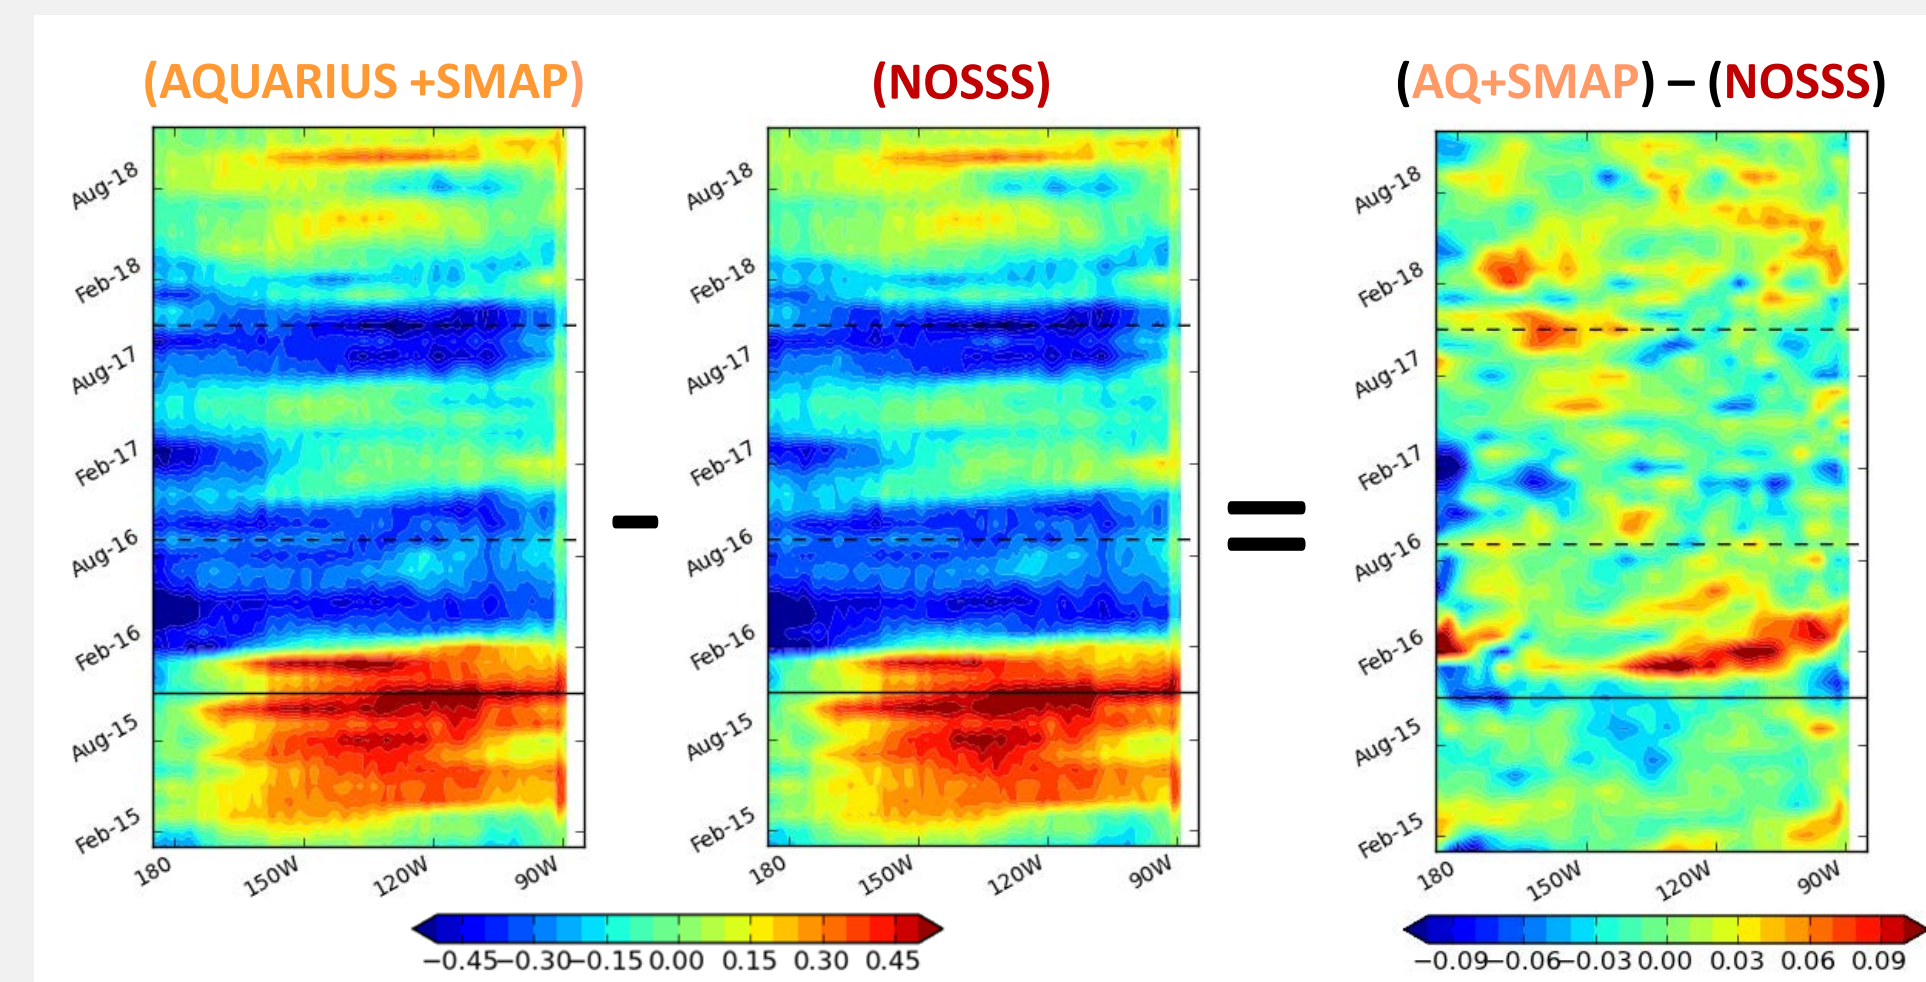 (AQUARIUS +SMAP)
(NOSSS)
(AQ+SMAP) – (NOSSS)
Aug-18
Feb-18
Aug-17
Feb-17
Aug-16
Feb-16
Aug-15
Feb-15
180
150W
120W
90W
-
Aug-18
Feb-18
Aug-17
Feb-17
Aug-16
Feb-16
Aug-15
Feb-15
180
150W
120W
90W
=
Aug-18
Feb-18
Aug-17
Feb-17
Aug-16
Feb-16
Aug-15
Feb-15
180
150W
120W
90W
−0.45 −0.30 −0.15 0.00 0.15 0.30 0.45
−0.09 −0.06 −0.03 0.00 0.03 0.06 0.09